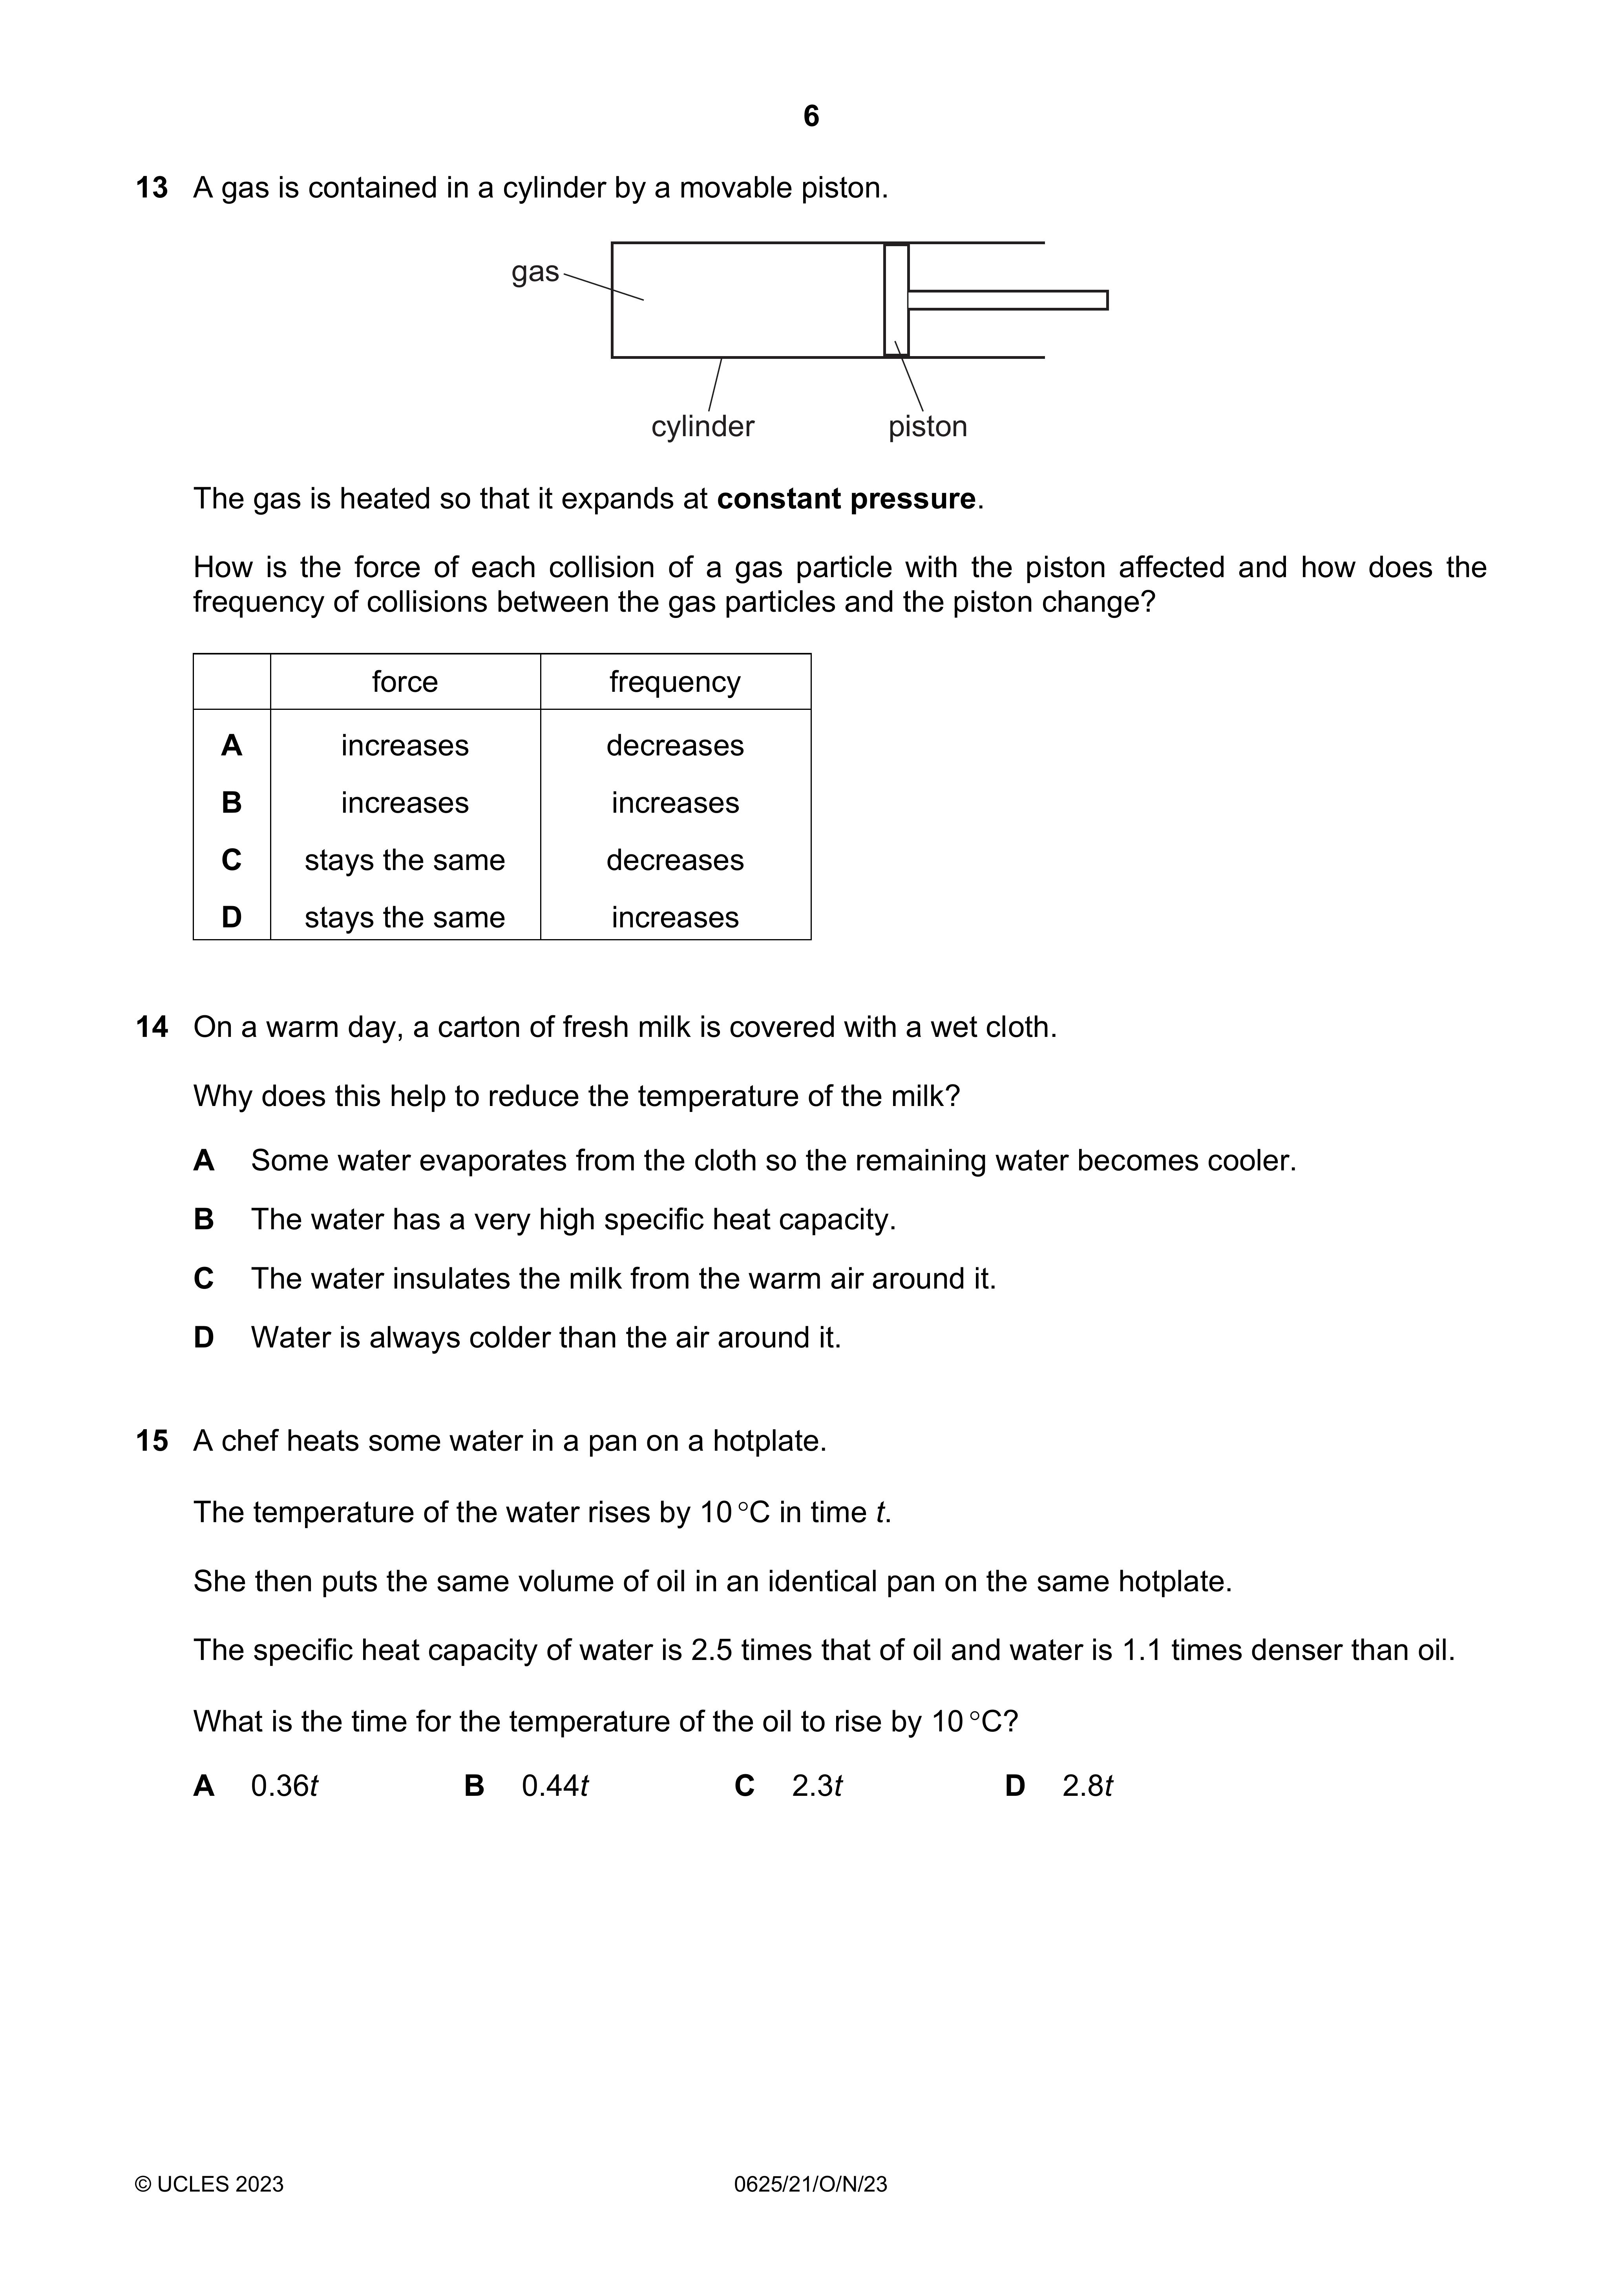 6
13 A gas is contained in a cylinder by a movable piston.
gas
cylinder piston
The gas is heated so that it expands at constant pressure.
How is the force of each collision of a gas particle with the piston affected and how does the
frequency of collisions between the gas particles and the piston change?
force frequency
A increases decreases
B increases increases
C stays the same decreases
D stays the same increases
14 On a warm day, a carton of fresh milk is covered with a wet cloth.
Why does this help to reduce the temperature of the milk?
A Some water evaporates from the cloth so the remaining water becomes cooler.
B The water has a very high specific heat capacity.
C The water insulates the milk from the warm air around it.
D Water is always colder than the air around it.
15 A chef heats some water in a pan on a hotplate.
The temperature of the water rises by 10 °C in time t.
She then puts the same volume of oil in an identical pan on the same hotplate.
The specific heat capacity of water is 2.5 times that of oil and water is 1.1 times denser than oil.
What is the time for the temperature of the oil to rise by 10 °C?
A 0.36t B 0.44t C 2.3t D 2.8t
© UCLES 2023 0625/21/O/N/23